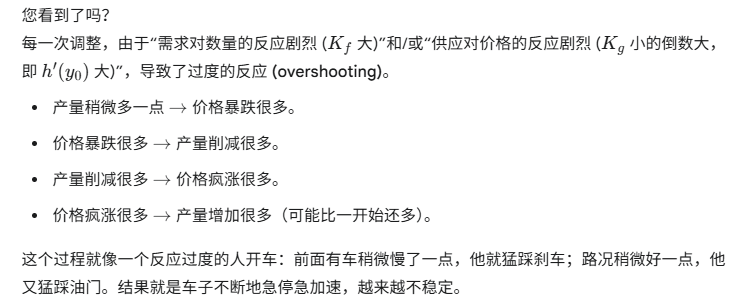 您看到了吗？
每一次调整，由于“需求对数量的反应剧烈 (K_f 大)”和/或“供应对价格的反应剧烈 (K_g 小的倒数大，
即 h′(y_0) 大)”，导致了过度的反应 (overshooting)。
• 产量稍微多一点 → 价格暴跌很多。
• 价格暴跌很多 → 产量削减很多。
• 产量削减很多 → 价格疯涨很多。
• 价格疯涨很多 → 产量增加很多（可能比一开始还多）。
这个过程就像一个反应过度的人开车：前面有车稍微慢了一点，他就猛踩刹车；路况稍微好一点，他
又猛踩油门。结果就是车子不断地急停急加速，越来越不稳定。